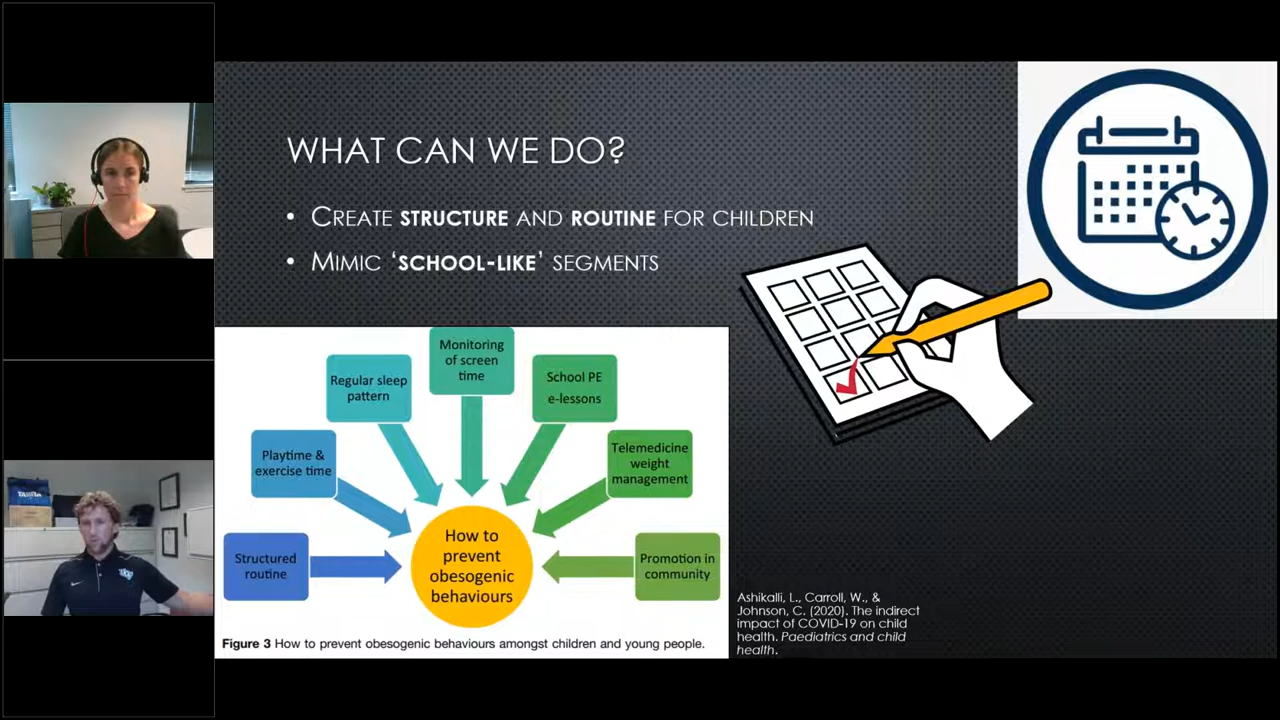 WHAT CAN WE DO?
• CREATE STRUCTURE AND ROUTINE FOR CHILDREN
• MIMIC ‘SCHOOL-LIKE’ SEGMENTS
Monitoring
of screen
time
Regular sleep
pattern
School PE
e-lessons
Playtime &
exercise time
Telemedicine
weight
management
Structured
routine
How to
prevent
obesogenic
behaviours
Promotion in
community
Figure 3 How to prevent obesogenic behaviours amongst children and young people.
Ashikalli, L., Carroll, W., &
Johnson, C. (2020). The indirect
impact of COVID-19 on child
health. Paediatrics and child
health.